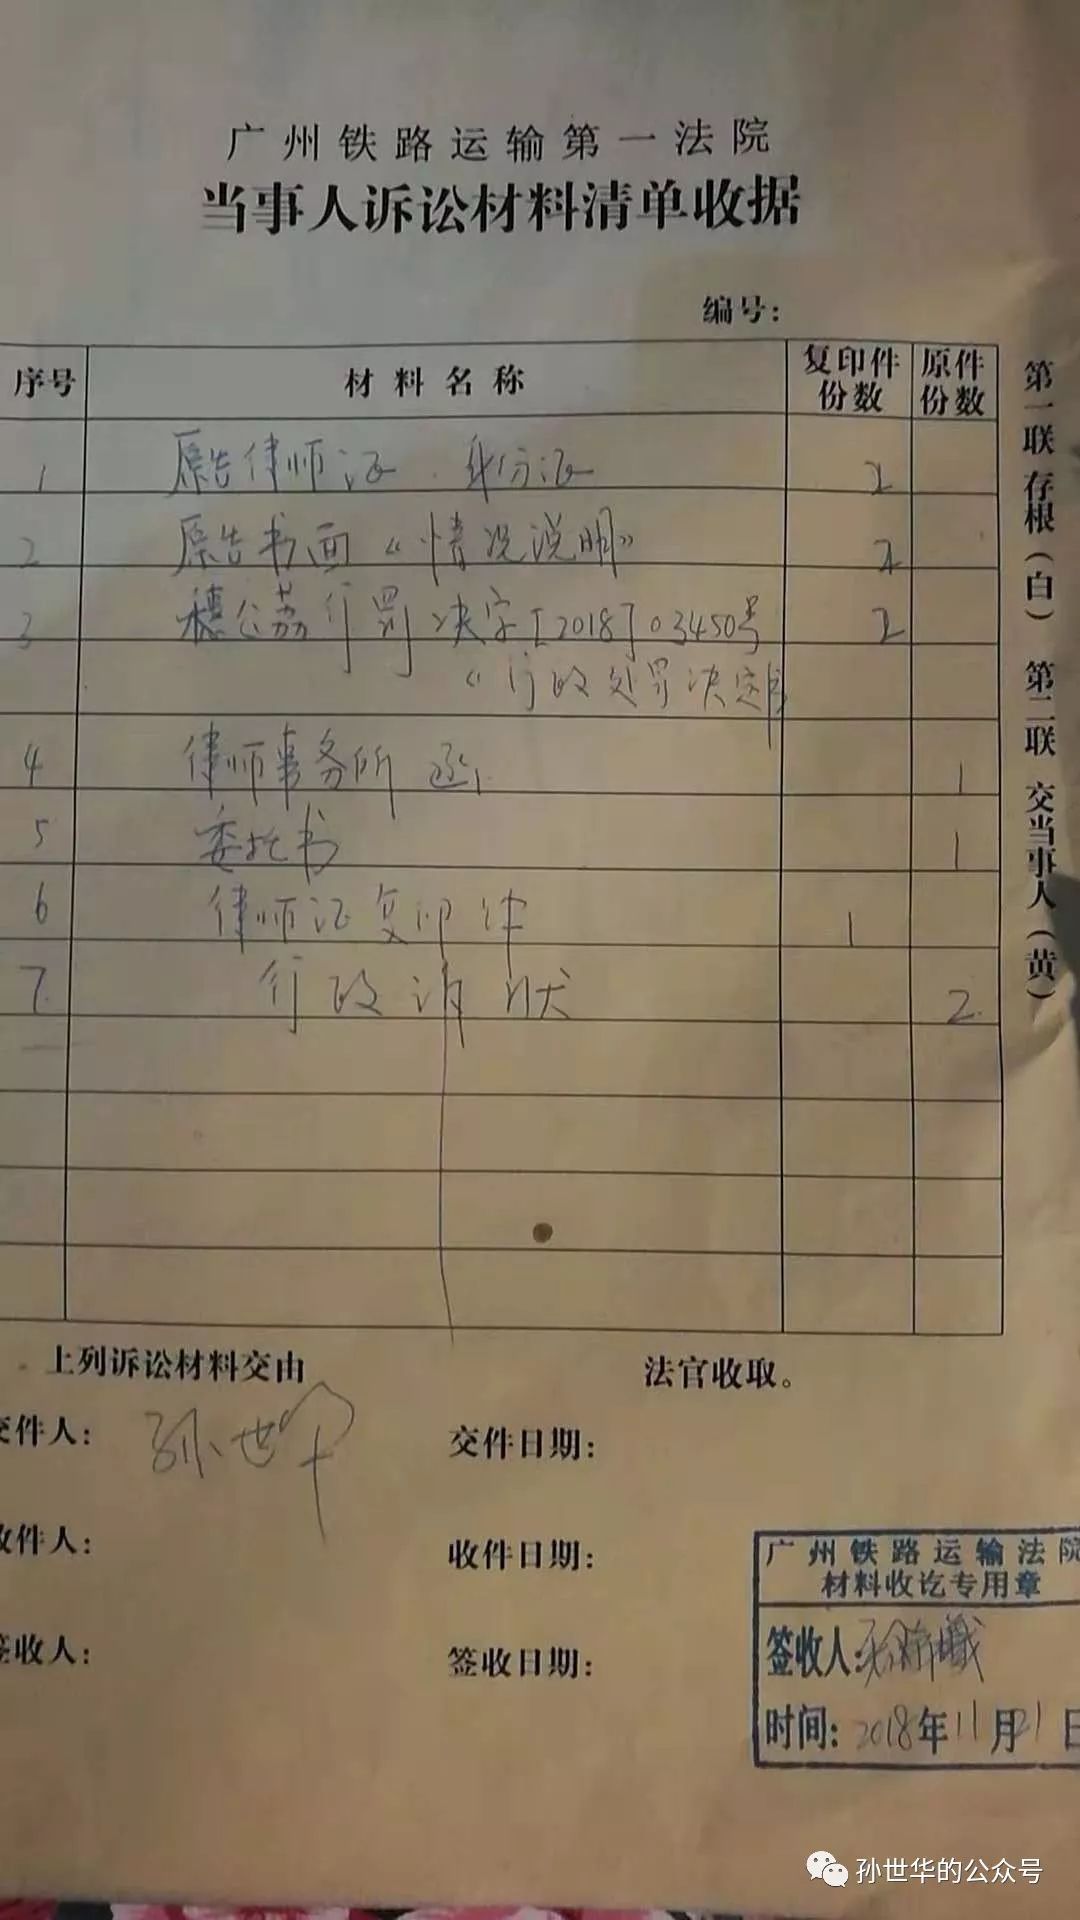 广州铁路运输第一法院
当事人诉讼材料清单收据
编号：
序号 材料名称 复印件份数 原件份数
1 原告律师证、身份证 2
2 原告书面《情况说明》 2
3 穗公荔行罚决字[2018]03450号 2
《行政处罚决定书
4 律师事务所函 1
5 委托书 1
6 律师证复印件 1
7 行政诉状 2
第一联 存根（白） 第二联 交当事人（黄）
上列诉讼材料交由 法官收取。
交件人： 孙世华 交件日期：
收件人： 收件日期：
签收人： 签收日期：
广州铁路运输法院
材料收讫专用章
签收人:
时间: 2018年11月21日
孙世华的公众号